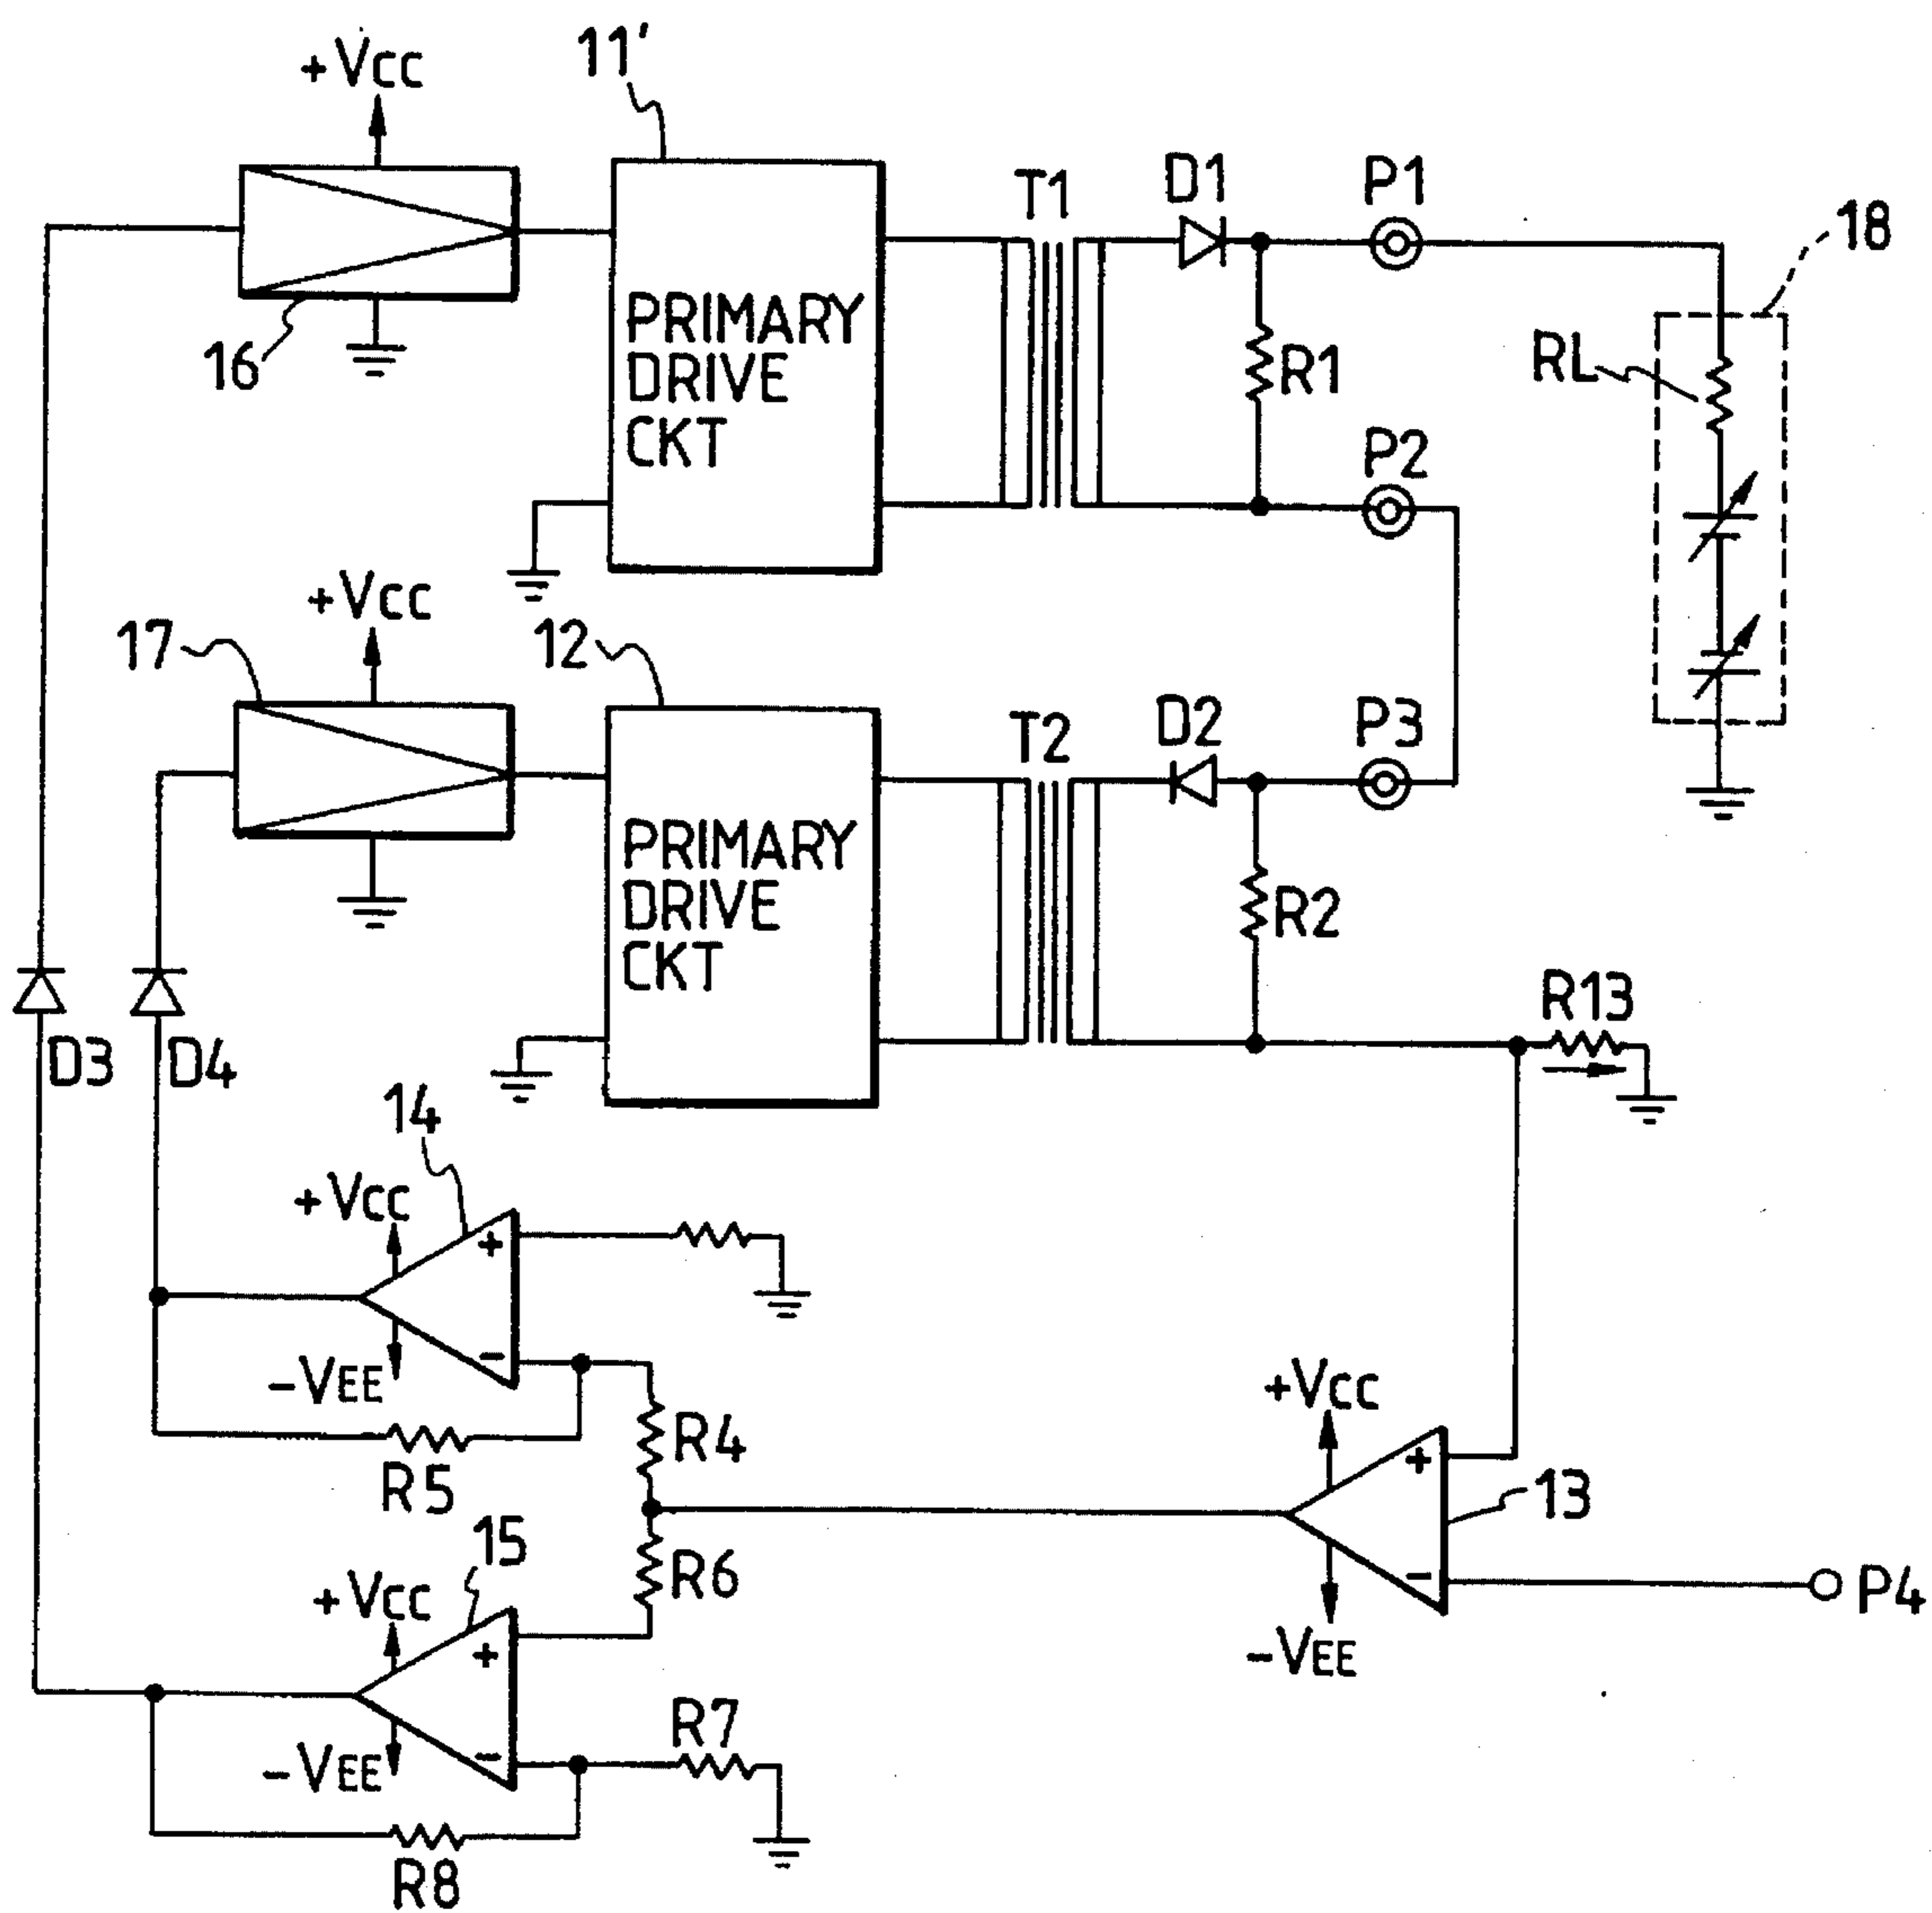 11'
+VCC
T1
D1
P1
18
PRIMARY
DRIVE
CKT
16
R1
RL
P2
+VCC
17
12
T2
D2
P3
PRIMARY
DRIVE
CKT
R2
R13
D3
D4
14
+VCC
+
-
-VEE
R4
R5
+VCC
+
13
-
-VEE
P4
15
R6
+VCC
+
-
-VEE
R7
R8